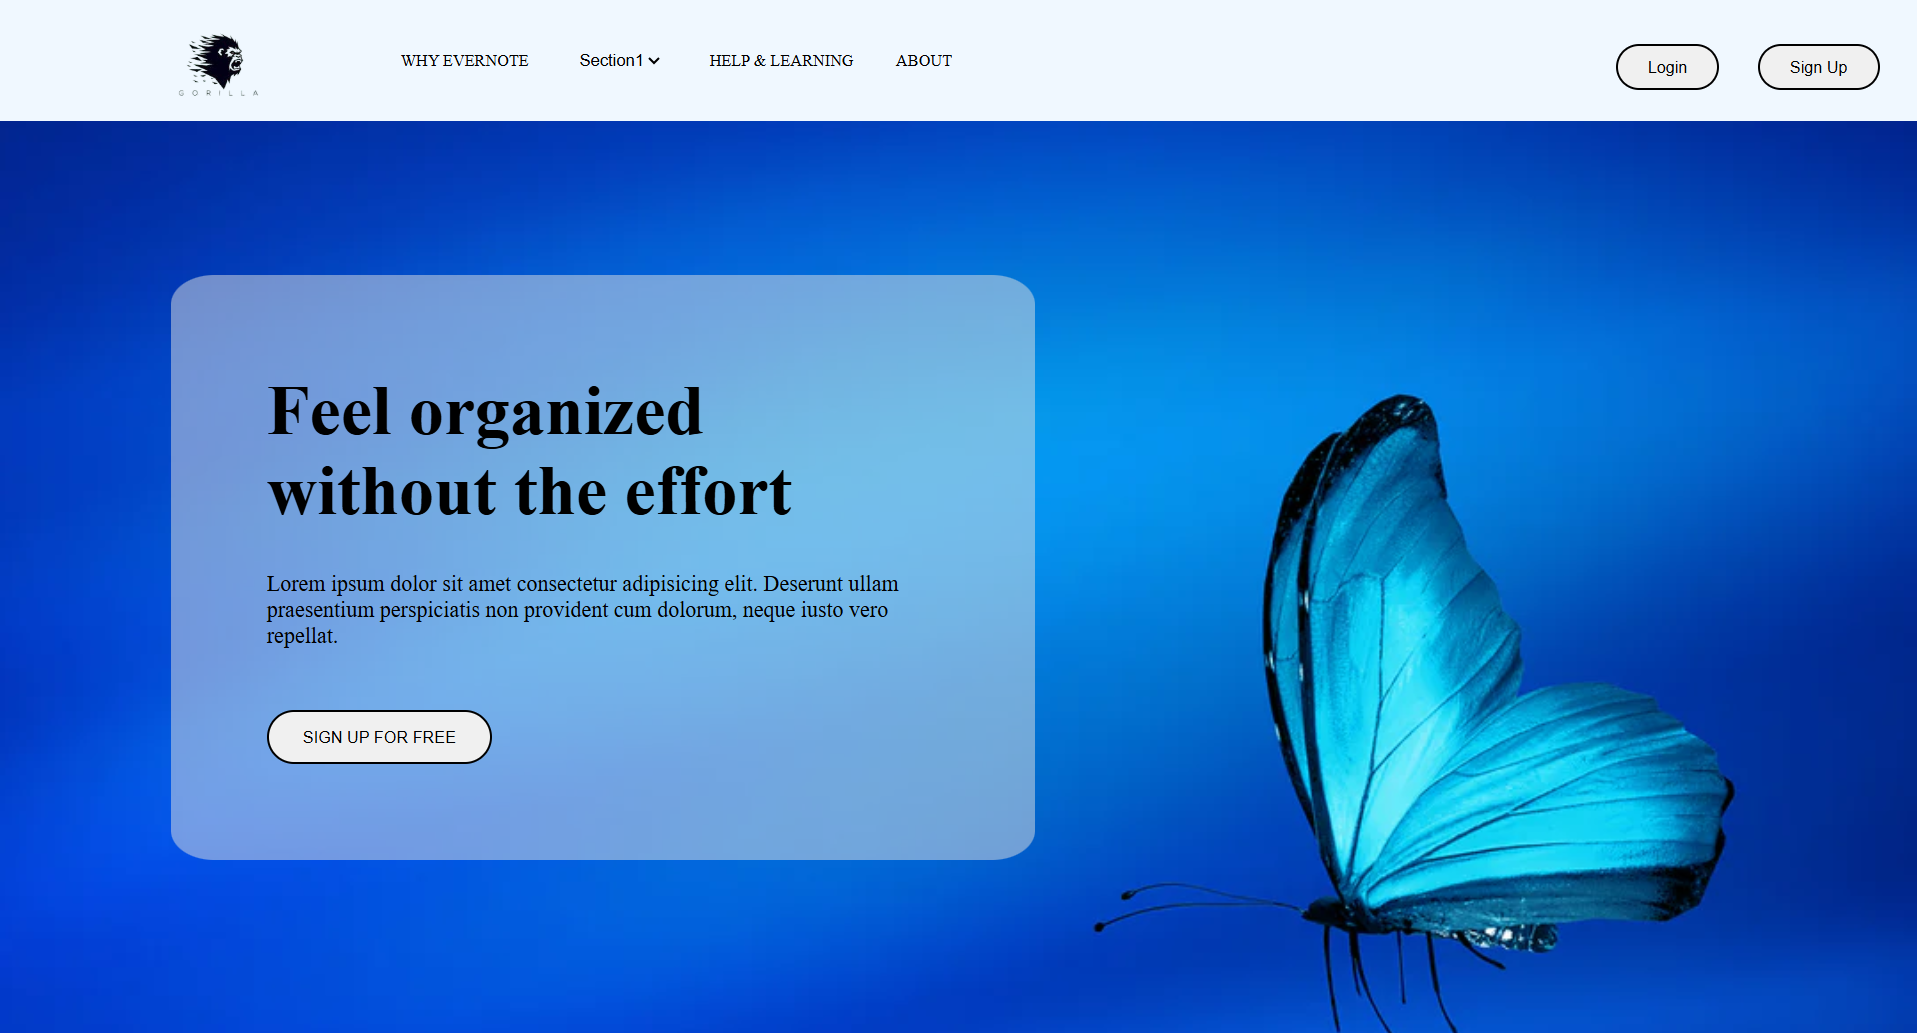 GORILLA
WHY EVERNOTE
Section1
HELP & LEARNING
ABOUT
Login
Sign Up
Feel organized
without the effort
Lorem ipsum dolor sit amet consectetur adipisicing elit. Deserunt ullam
praesentium perspiciatis non provident cum dolorum, neque iusto vero
repellat.
SIGN UP FOR FREE